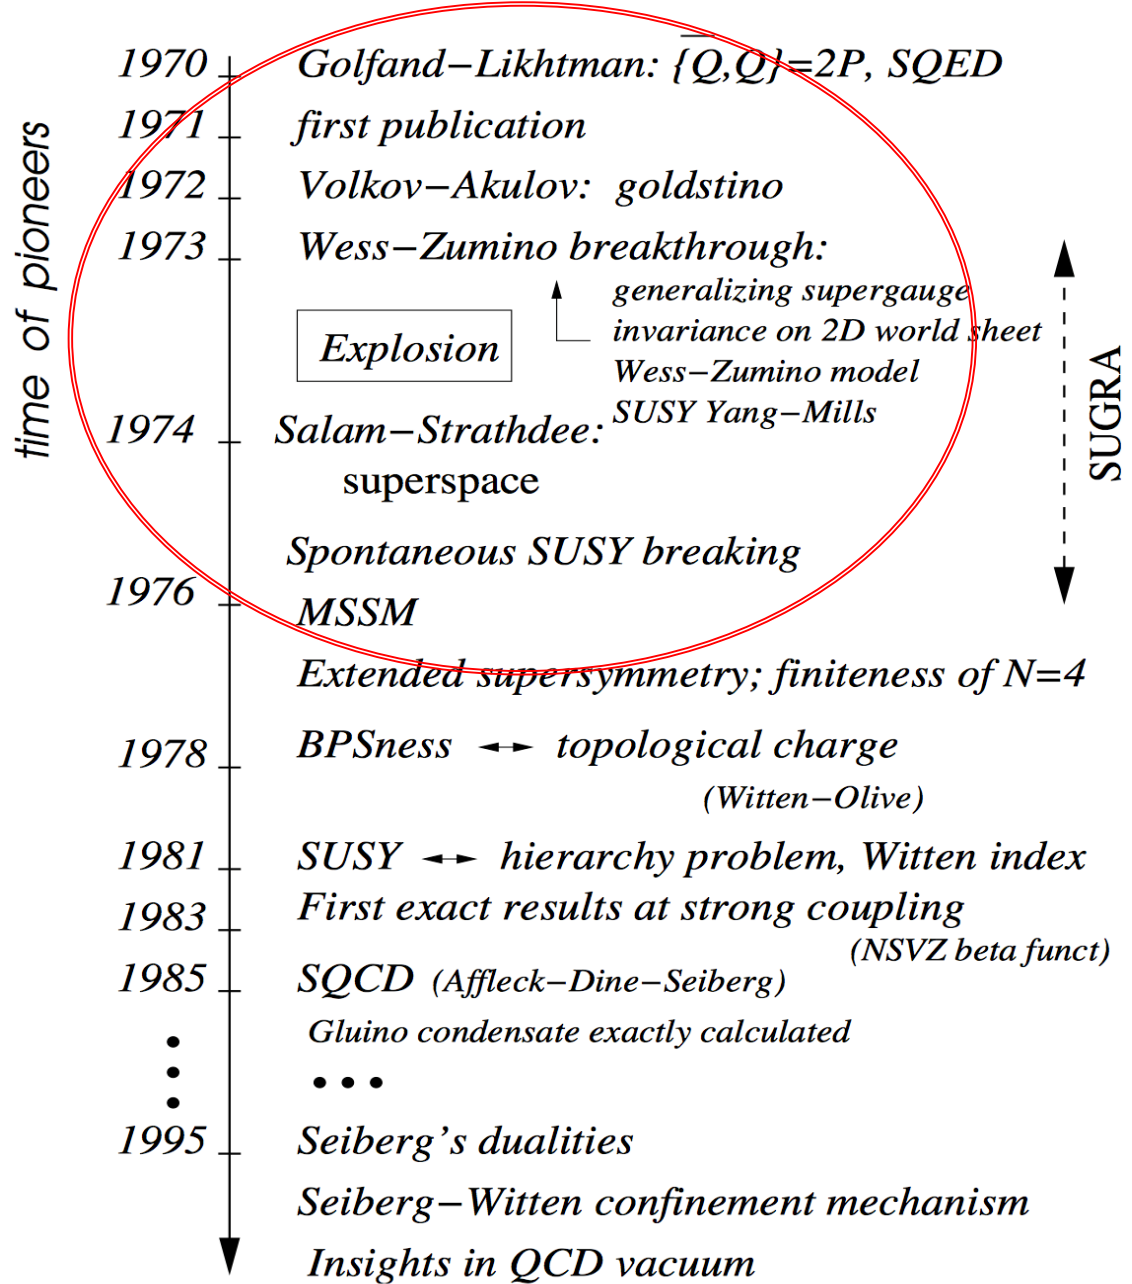 1970 Golfand−Likhtman: {Q̅,Q}=2P, SQED
1971 first publication
1972 Volkov−Akulov: goldstino
1973 Wess−Zumino breakthrough:
generalizing supergauge
invariance on 2D world sheet
Wess−Zumino model
SUSY Yang−Mills
Explosion
1974 Salam−Strathdee:
superspace
Spontaneous SUSY breaking
1976 MSSM
Extended supersymmetry; finiteness of N=4
1978 BPSness ↔ topological charge
(Witten−Olive)
1981 SUSY ↔ hierarchy problem, Witten index
1983 First exact results at strong coupling
(NSVZ beta funct)
1985 SQCD (Affleck−Dine−Seiberg)
Gluino condensate exactly calculated
• • •
1995 Seiberg’s dualities
Seiberg−Witten confinement mechanism
Insights in QCD vacuum
time of pioneers
SUGRA